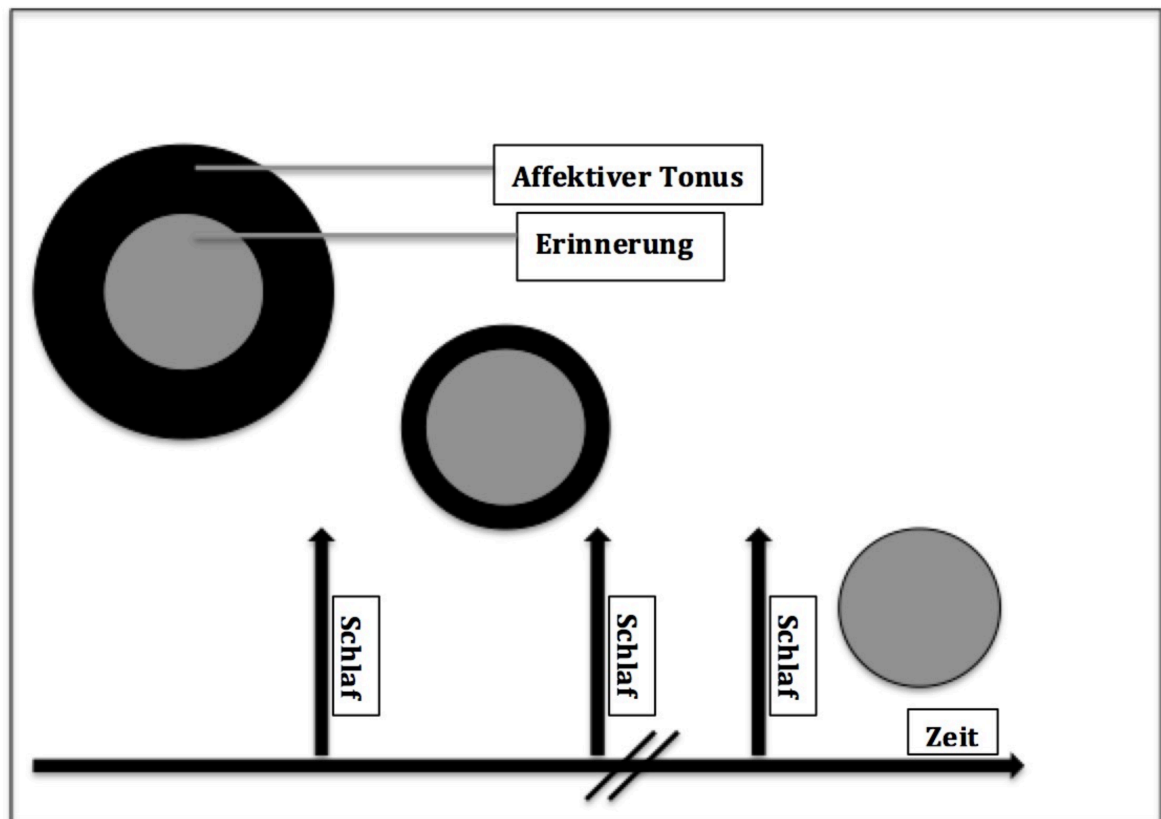 Affektiver Tonus
Erinnerung
Schlaf
Schlaf
Schlaf
Zeit